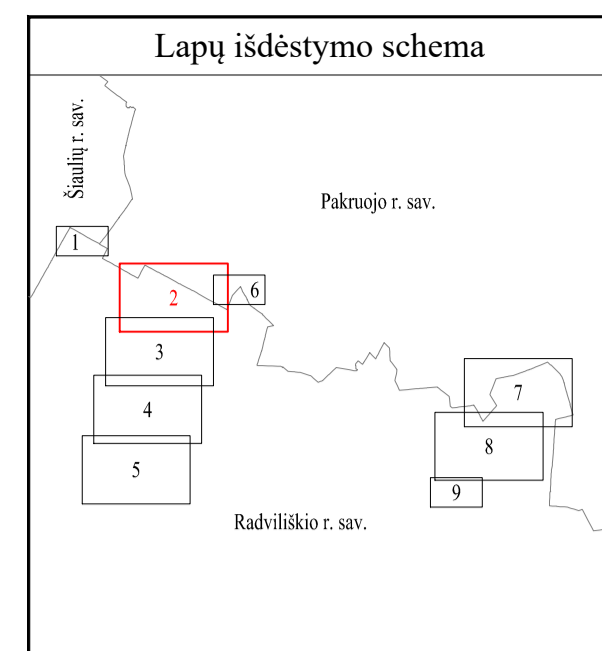 Lapų išdėstymo schema
Šiaulių r. sav.
Pakruojo r. sav.
1
2
6
3
7
4
8
5
9
Radviliškio r. sav.